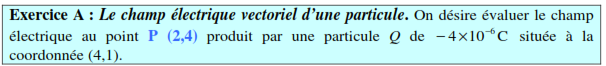 Exercice A : Le champ électrique vectoriel d'une particule. On désire évaluer le champ
électrique au point P (2,4) produit par une particule Q de −4×10⁻⁶ C située à la
coordonnée (4,1).